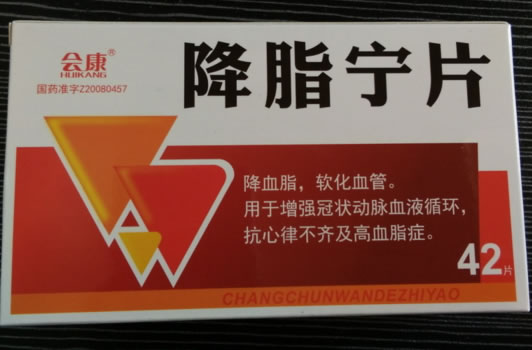 会康®
HUIKANG
国药准字Z20080457
降脂宁片
降血脂，软化血管。
用于增强冠状动脉血液循环，
抗心律不齐及高血脂症。
42片
CHANGCHUNWANDEZHIYAO